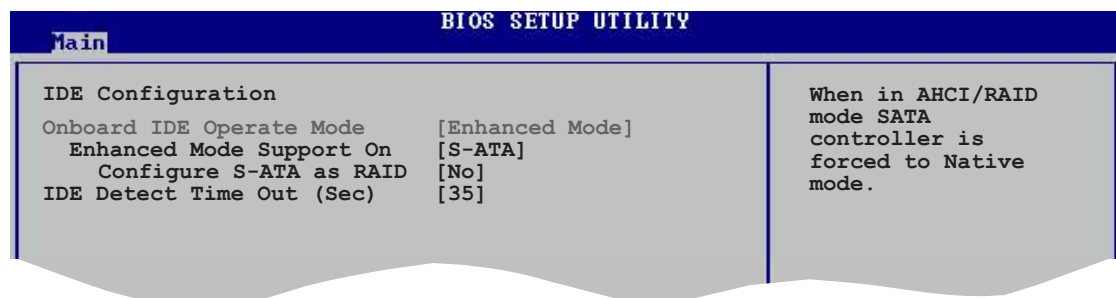 BIOS SETUP UTILITY
Main
IDE Configuration
Onboard IDE Operate Mode [Enhanced Mode]
Enhanced Mode Support On [S-ATA]
Configure S-ATA as RAID [No]
IDE Detect Time Out (Sec) [35]
When in AHCI/RAID
mode SATA
controller is
forced to Native
mode.